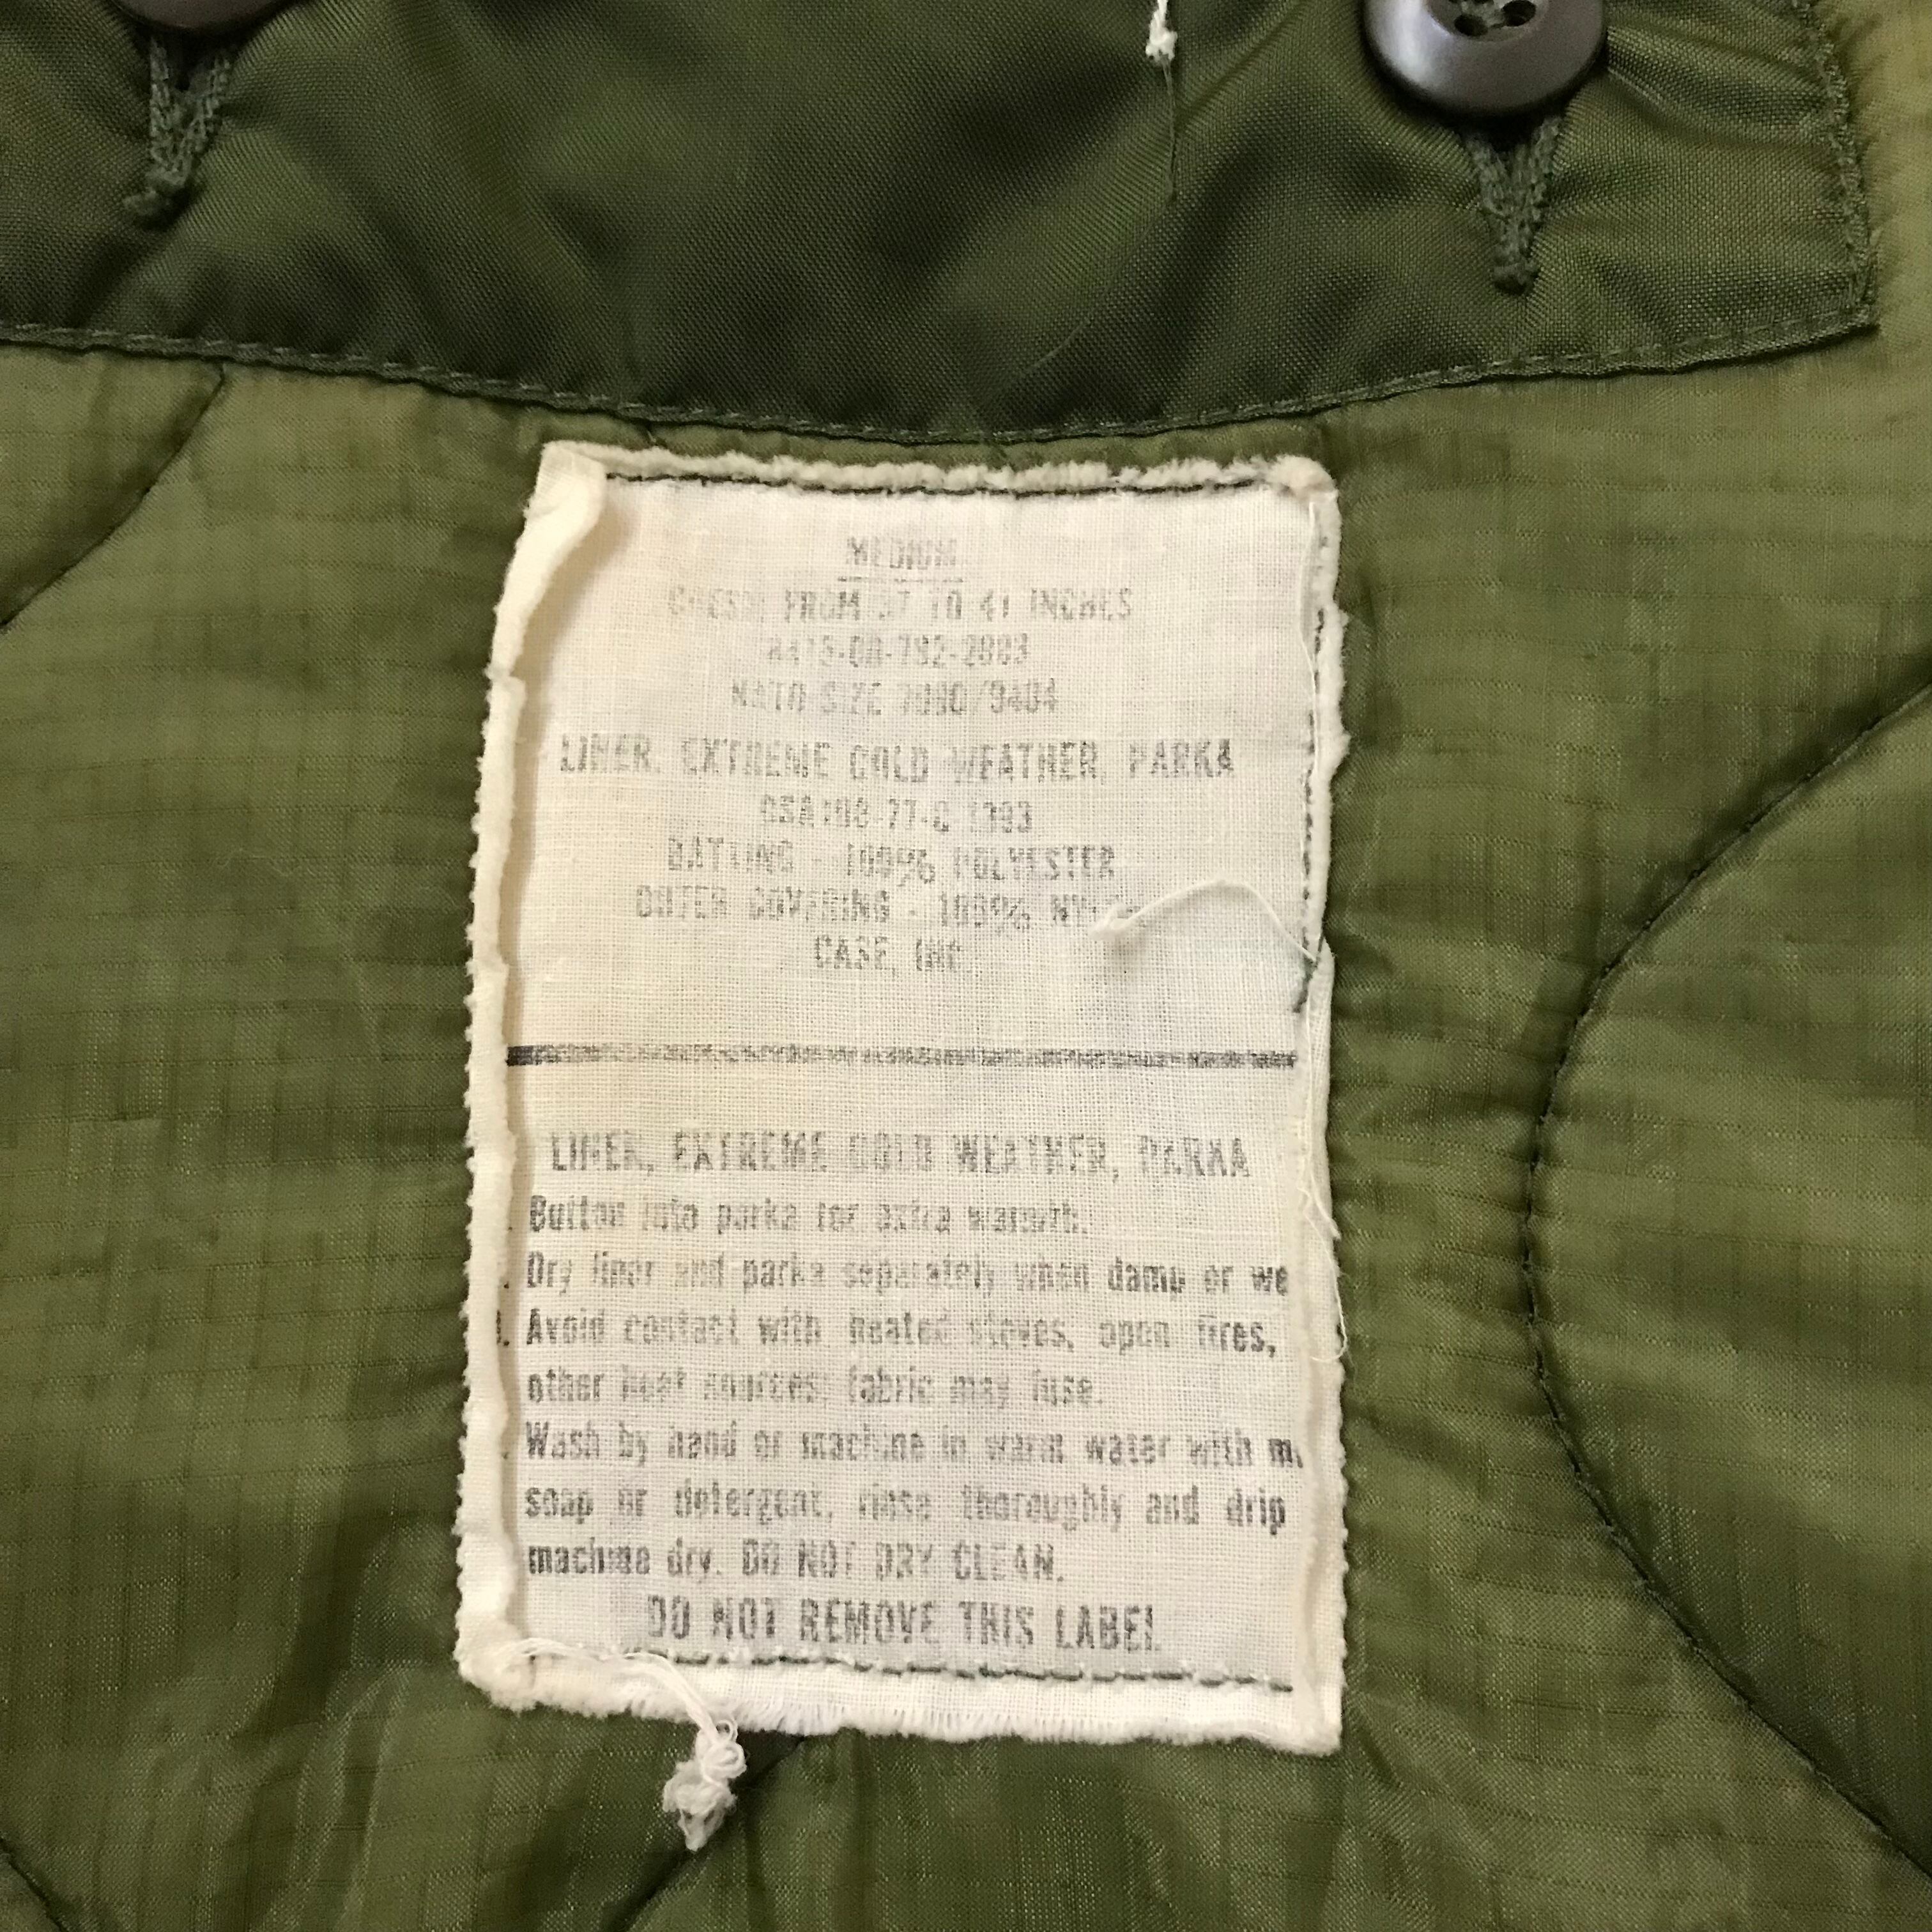 MEDIUM
CHEST: FROM 37 TO 41 INCHES
8415-00-782-2883
NATO SIZE 7080/9404
LINER, EXTREME COLD WEATHER, PARKA
BATTING - 100% POLYESTER
OUTER COVERING - 100% NYLON
CASE, INC
LINER, EXTREME COLD WEATHER, PARKA
Button into parka for extra warmth.
Dry liner and parka separately when damp or we
Avoid contact with heated stoves, open fires,
other heat sources; fabric may fuse.
Wash by hand or machine in warm water with m
soap or detergent, rinse thoroughly and drip
machine dry. DO NOT DRY CLEAN.
DO NOT REMOVE THIS LABEL